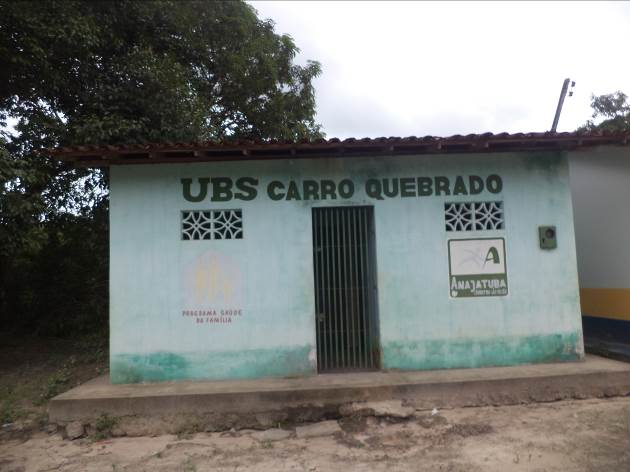 UBS CARRO QUEBRADO
PROGRAMA SAÚDE
DA FAMÍLIA
A
ANAJATUBA